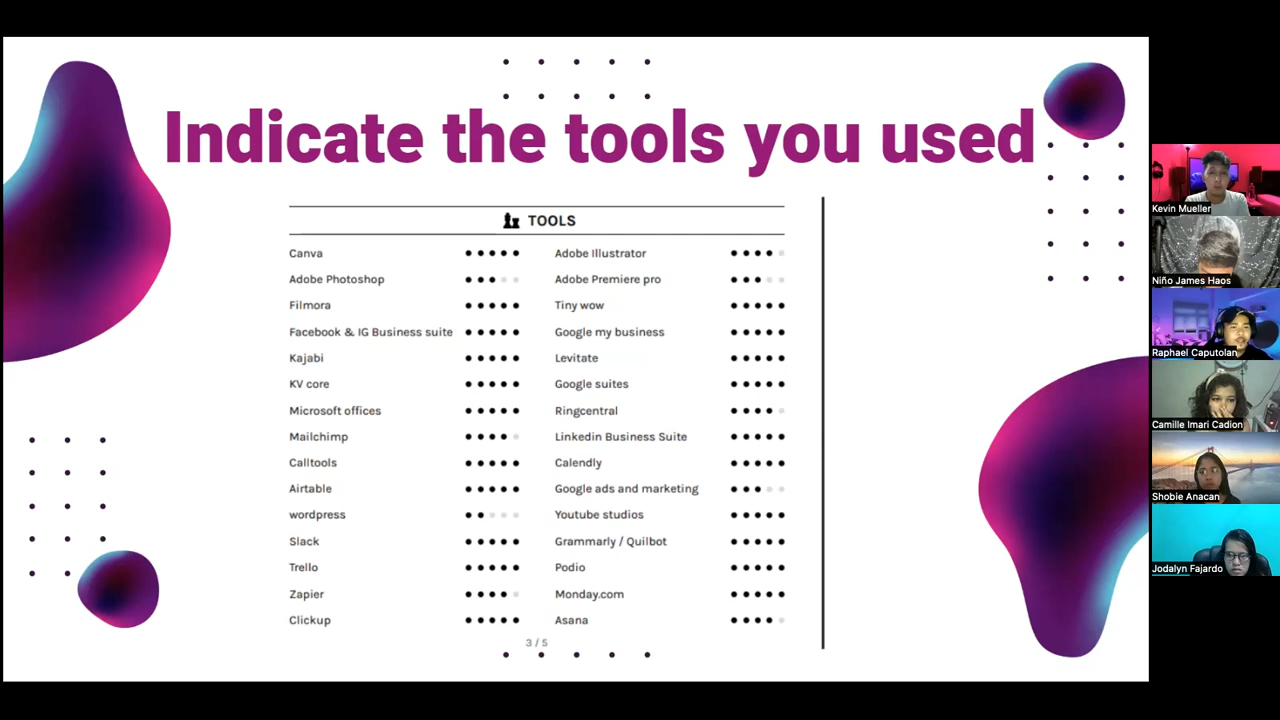 Indicate the tools you used
TOOLS
Canva
Adobe Photoshop
Filmora
Facebook & IG Business suite
Kajabi
KV core
Microsoft offices
Mailchimp
Calltools
Airtable
wordpress
Slack
Trello
Zapier
Clickup
Adobe Illustrator
Adobe Premiere pro
Tiny wow
Google my business
Levitate
Google suites
Ringcentral
Linkedin Business Suite
Calendly
Google ads and marketing
Youtube studios
Grammarly / Quilbot
Podio
Monday.com
Asana
3 / 5
Kevin Mueller
Niño James Haos
Raphael Caputolan
Camille Imari Cadion
Shobie Anacan
Jodalyn Fajardo